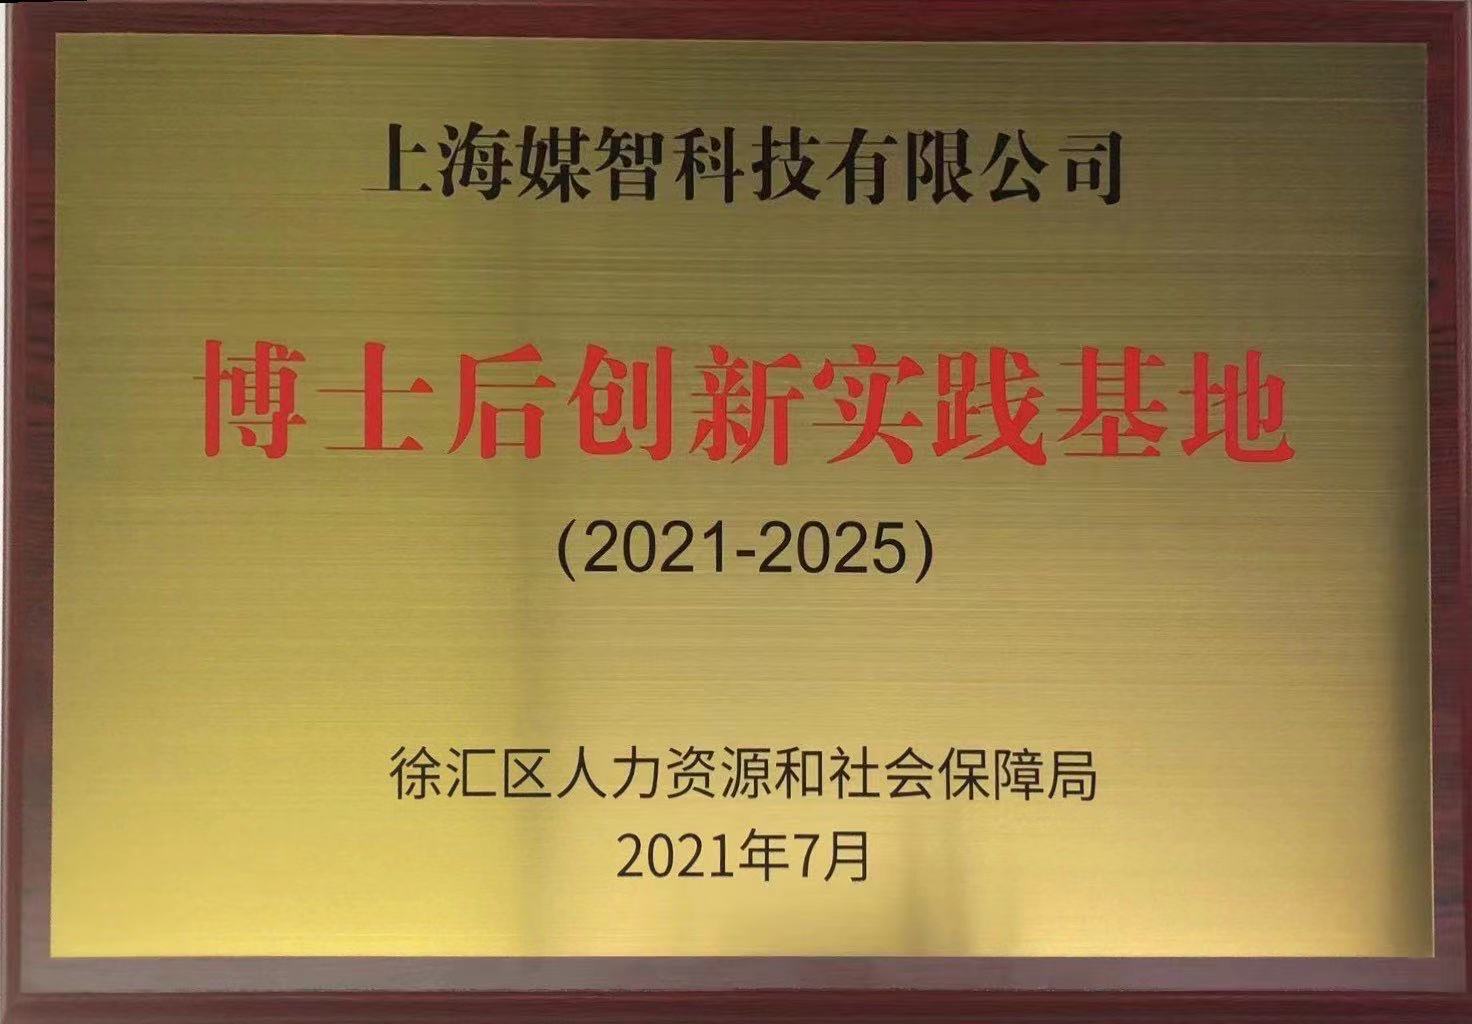 上海媒智科技有限公司
博士后创新实践基地
(2021-2025)
徐汇区人力资源和社会保障局
2021年7月